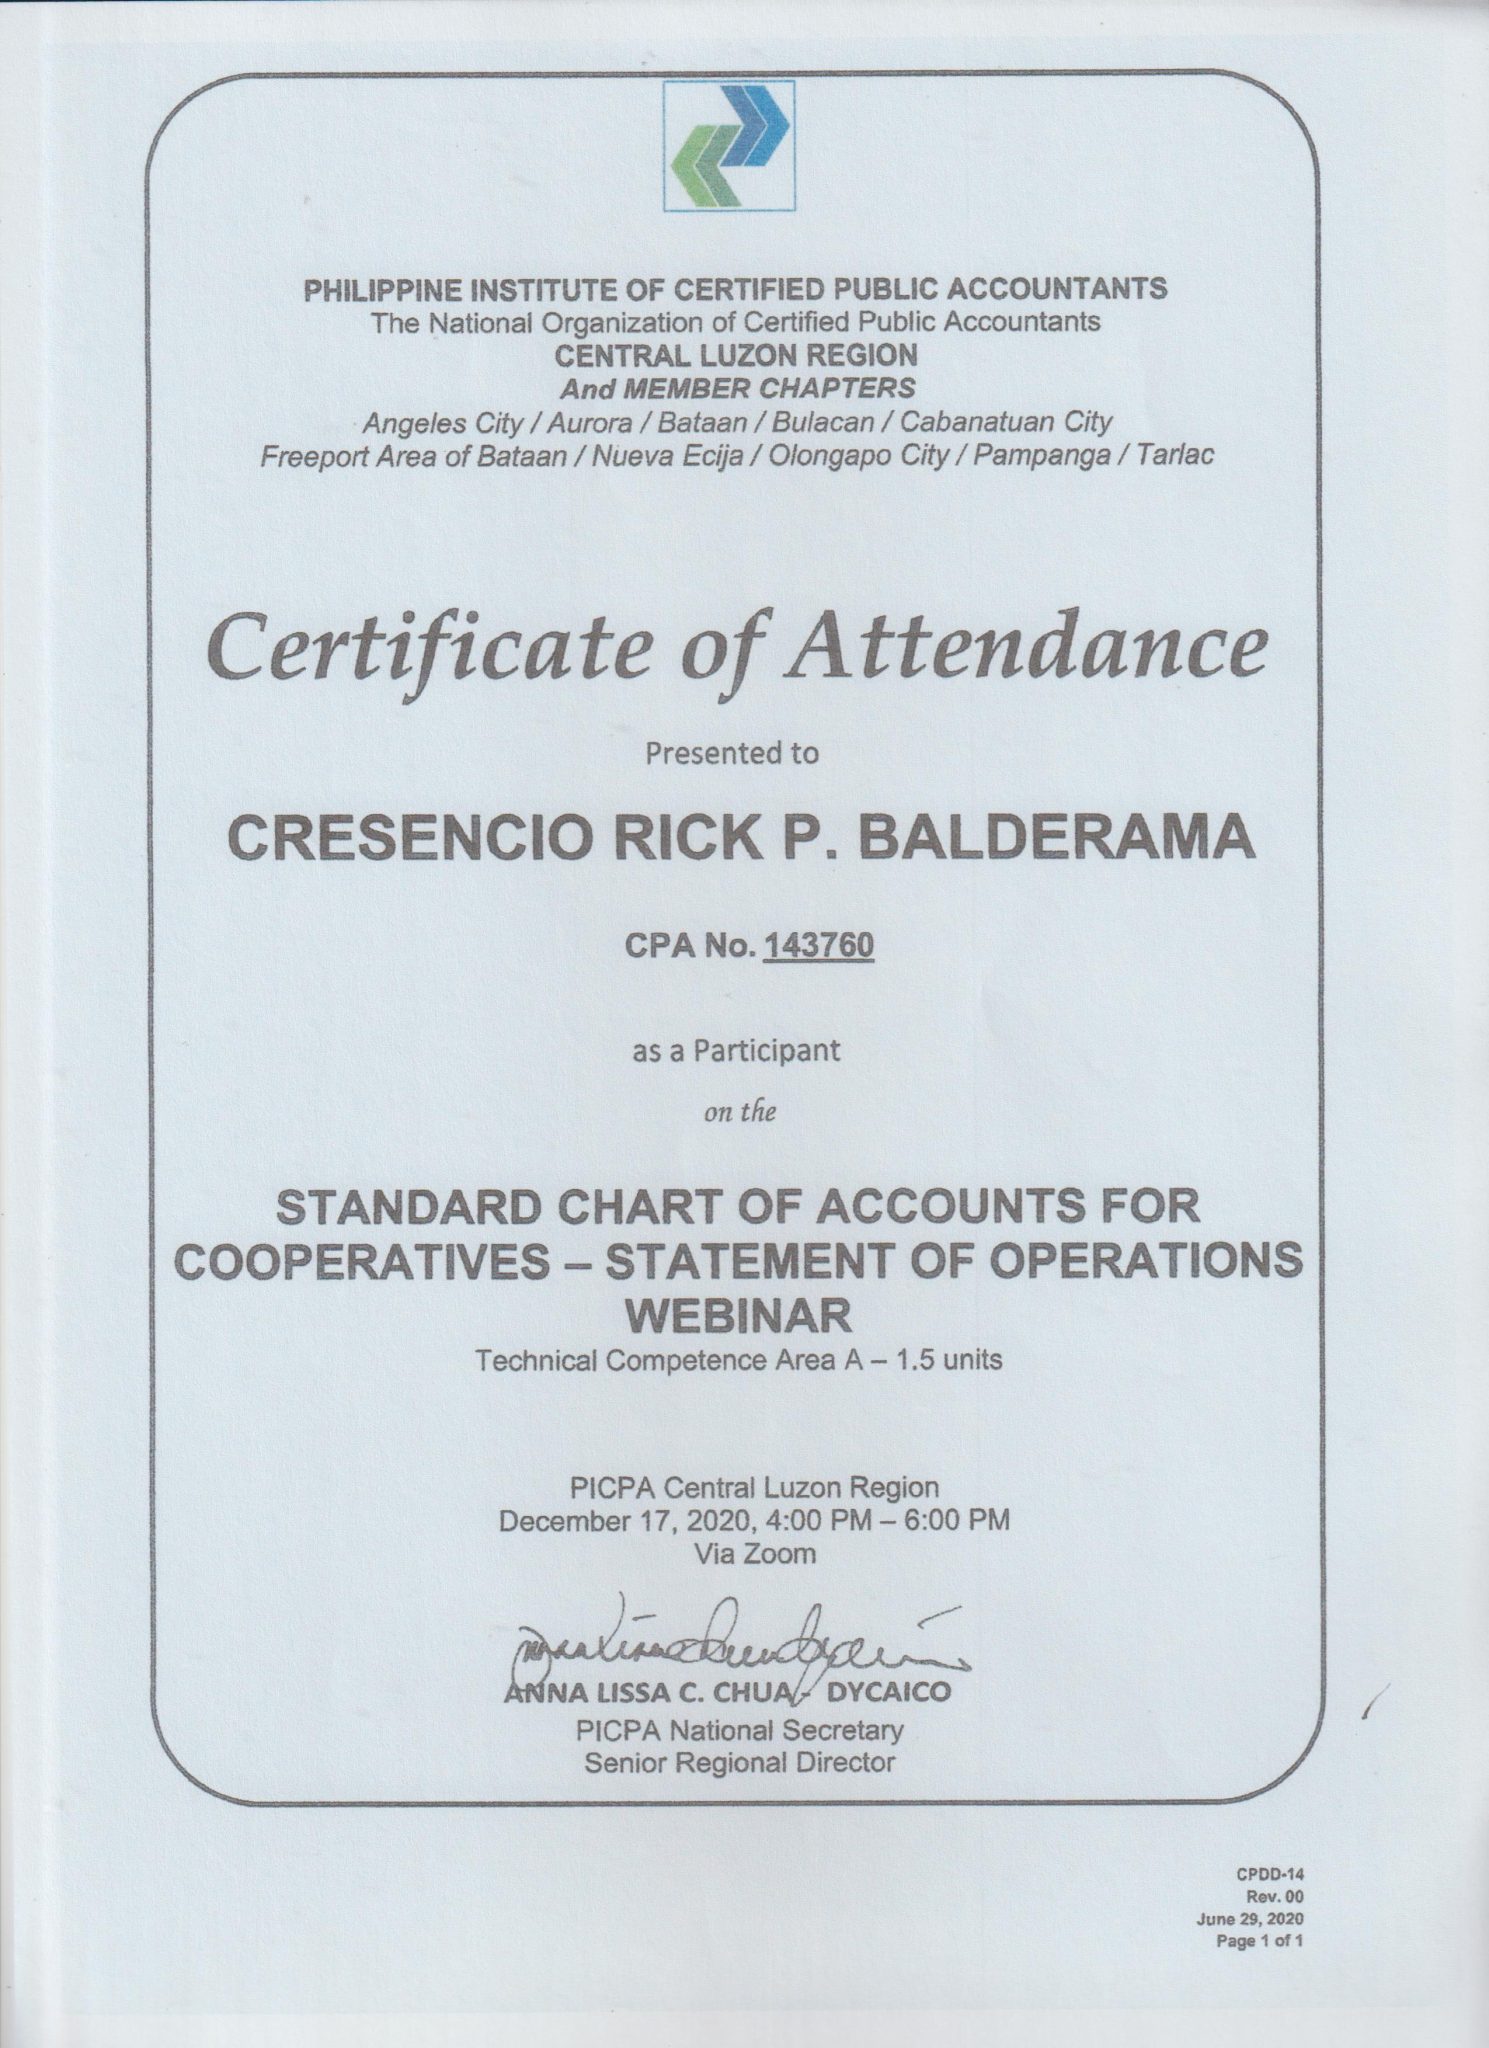 PHILIPPINE INSTITUTE OF CERTIFIED PUBLIC ACCOUNTANTS
The National Organization of Certified Public Accountants
CENTRAL LUZON REGION
And MEMBER CHAPTERS
Angeles City / Aurora / Bataan / Bulacan / Cabanatuan City
Freeport Area of Bataan / Nueva Ecija / Olongapo City / Pampanga / Tarlac
Certificate of Attendance
Presented to
CRESENCIO RICK P. BALDERAMA
CPA No. 143760
as a Participant
on the
STANDARD CHART OF ACCOUNTS FOR
COOPERATIVES – STATEMENT OF OPERATIONS
WEBINAR
Technical Competence Area A – 1.5 units
PICPA Central Luzon Region
December 17, 2020, 4:00 PM – 6:00 PM
Via Zoom
ANNA LISSA C. CHUA - DYCAICO
PICPA National Secretary
Senior Regional Director
CPDD-14
Rev. 00
June 29, 2020
Page 1 of 1